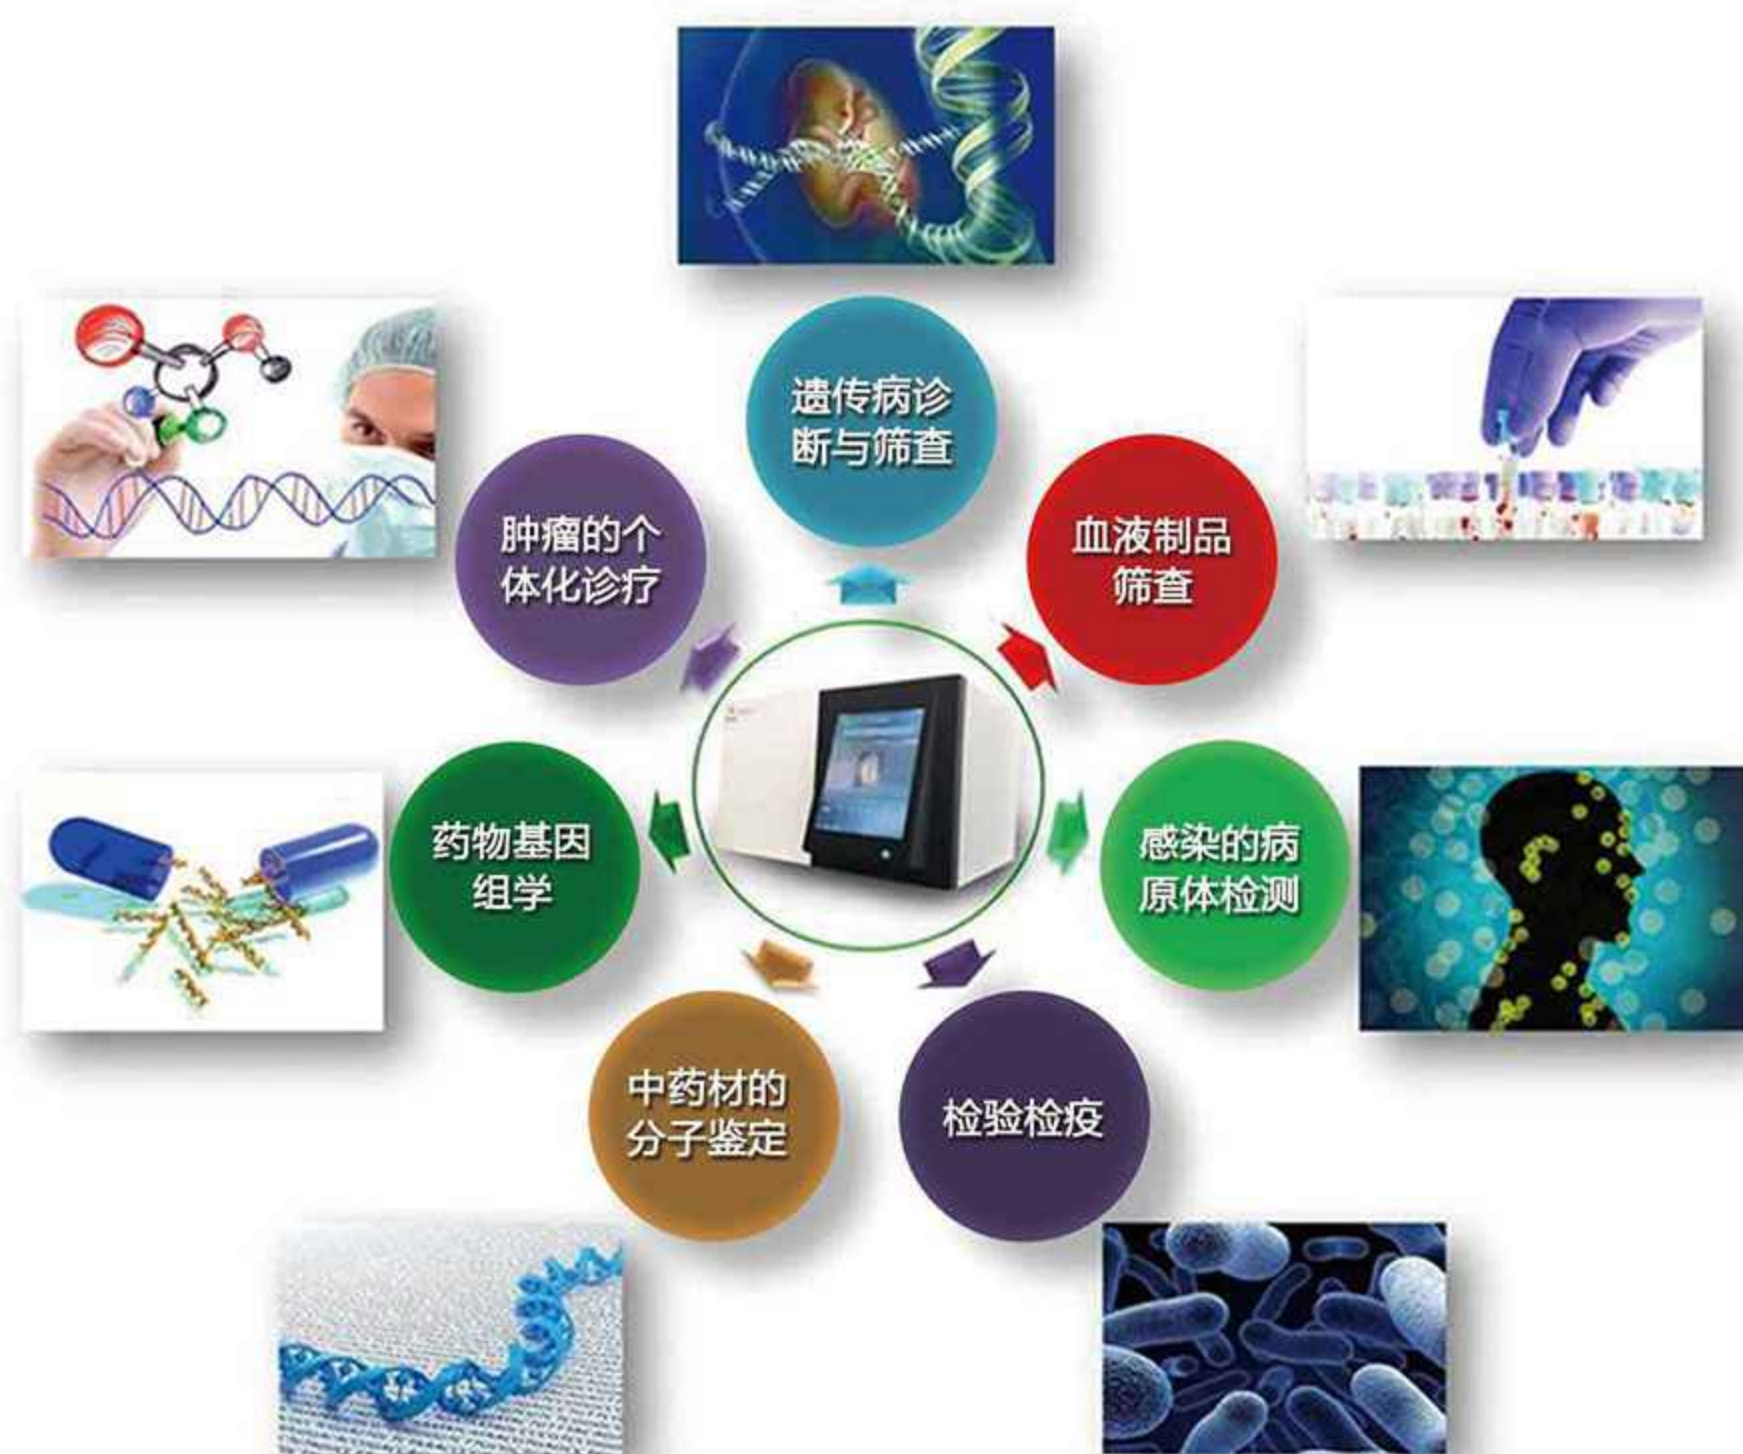 遗传病诊
断与筛查
肿瘤的个
体化诊疗
血液制品
筛查
药物基因
组学
感染的病
原体检测
中药材的
分子鉴定
检验检疫